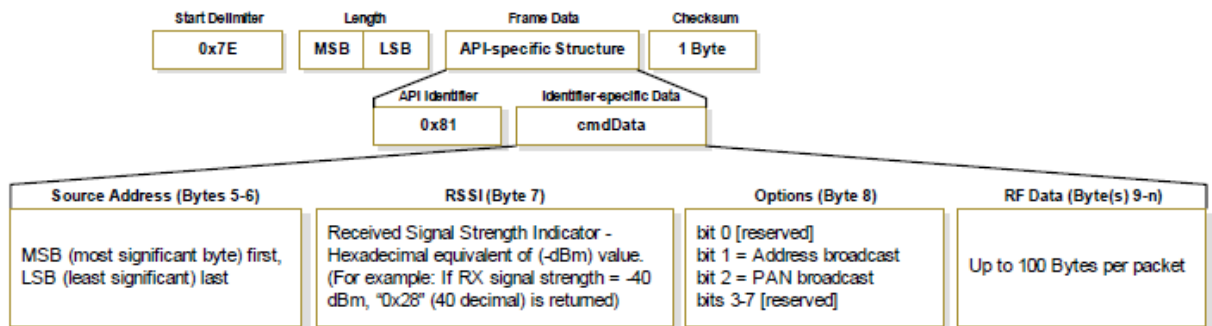 Start Delimiter
Length
Frame Data
Checksum
0x7E
MSB
LSB
API-specific Structure
1 Byte
API Identifier
Identifier-specific Data
0x81
cmdData
Source Address (Bytes 5-6)
MSB (most significant byte) first,
LSB (least significant) last
RSSI (Byte 7)
Received Signal Strength Indicator -
Hexadecimal equivalent of (-dBm) value.
(For example: If RX signal strength = -40
dBm, "0x28" (40 decimal) is returned)
Options (Byte 8)
bit 0 [reserved]
bit 1 = Address broadcast
bit 2 = PAN broadcast
bits 3-7 [reserved]
RF Data (Byte(s) 9-n)
Up to 100 Bytes per packet